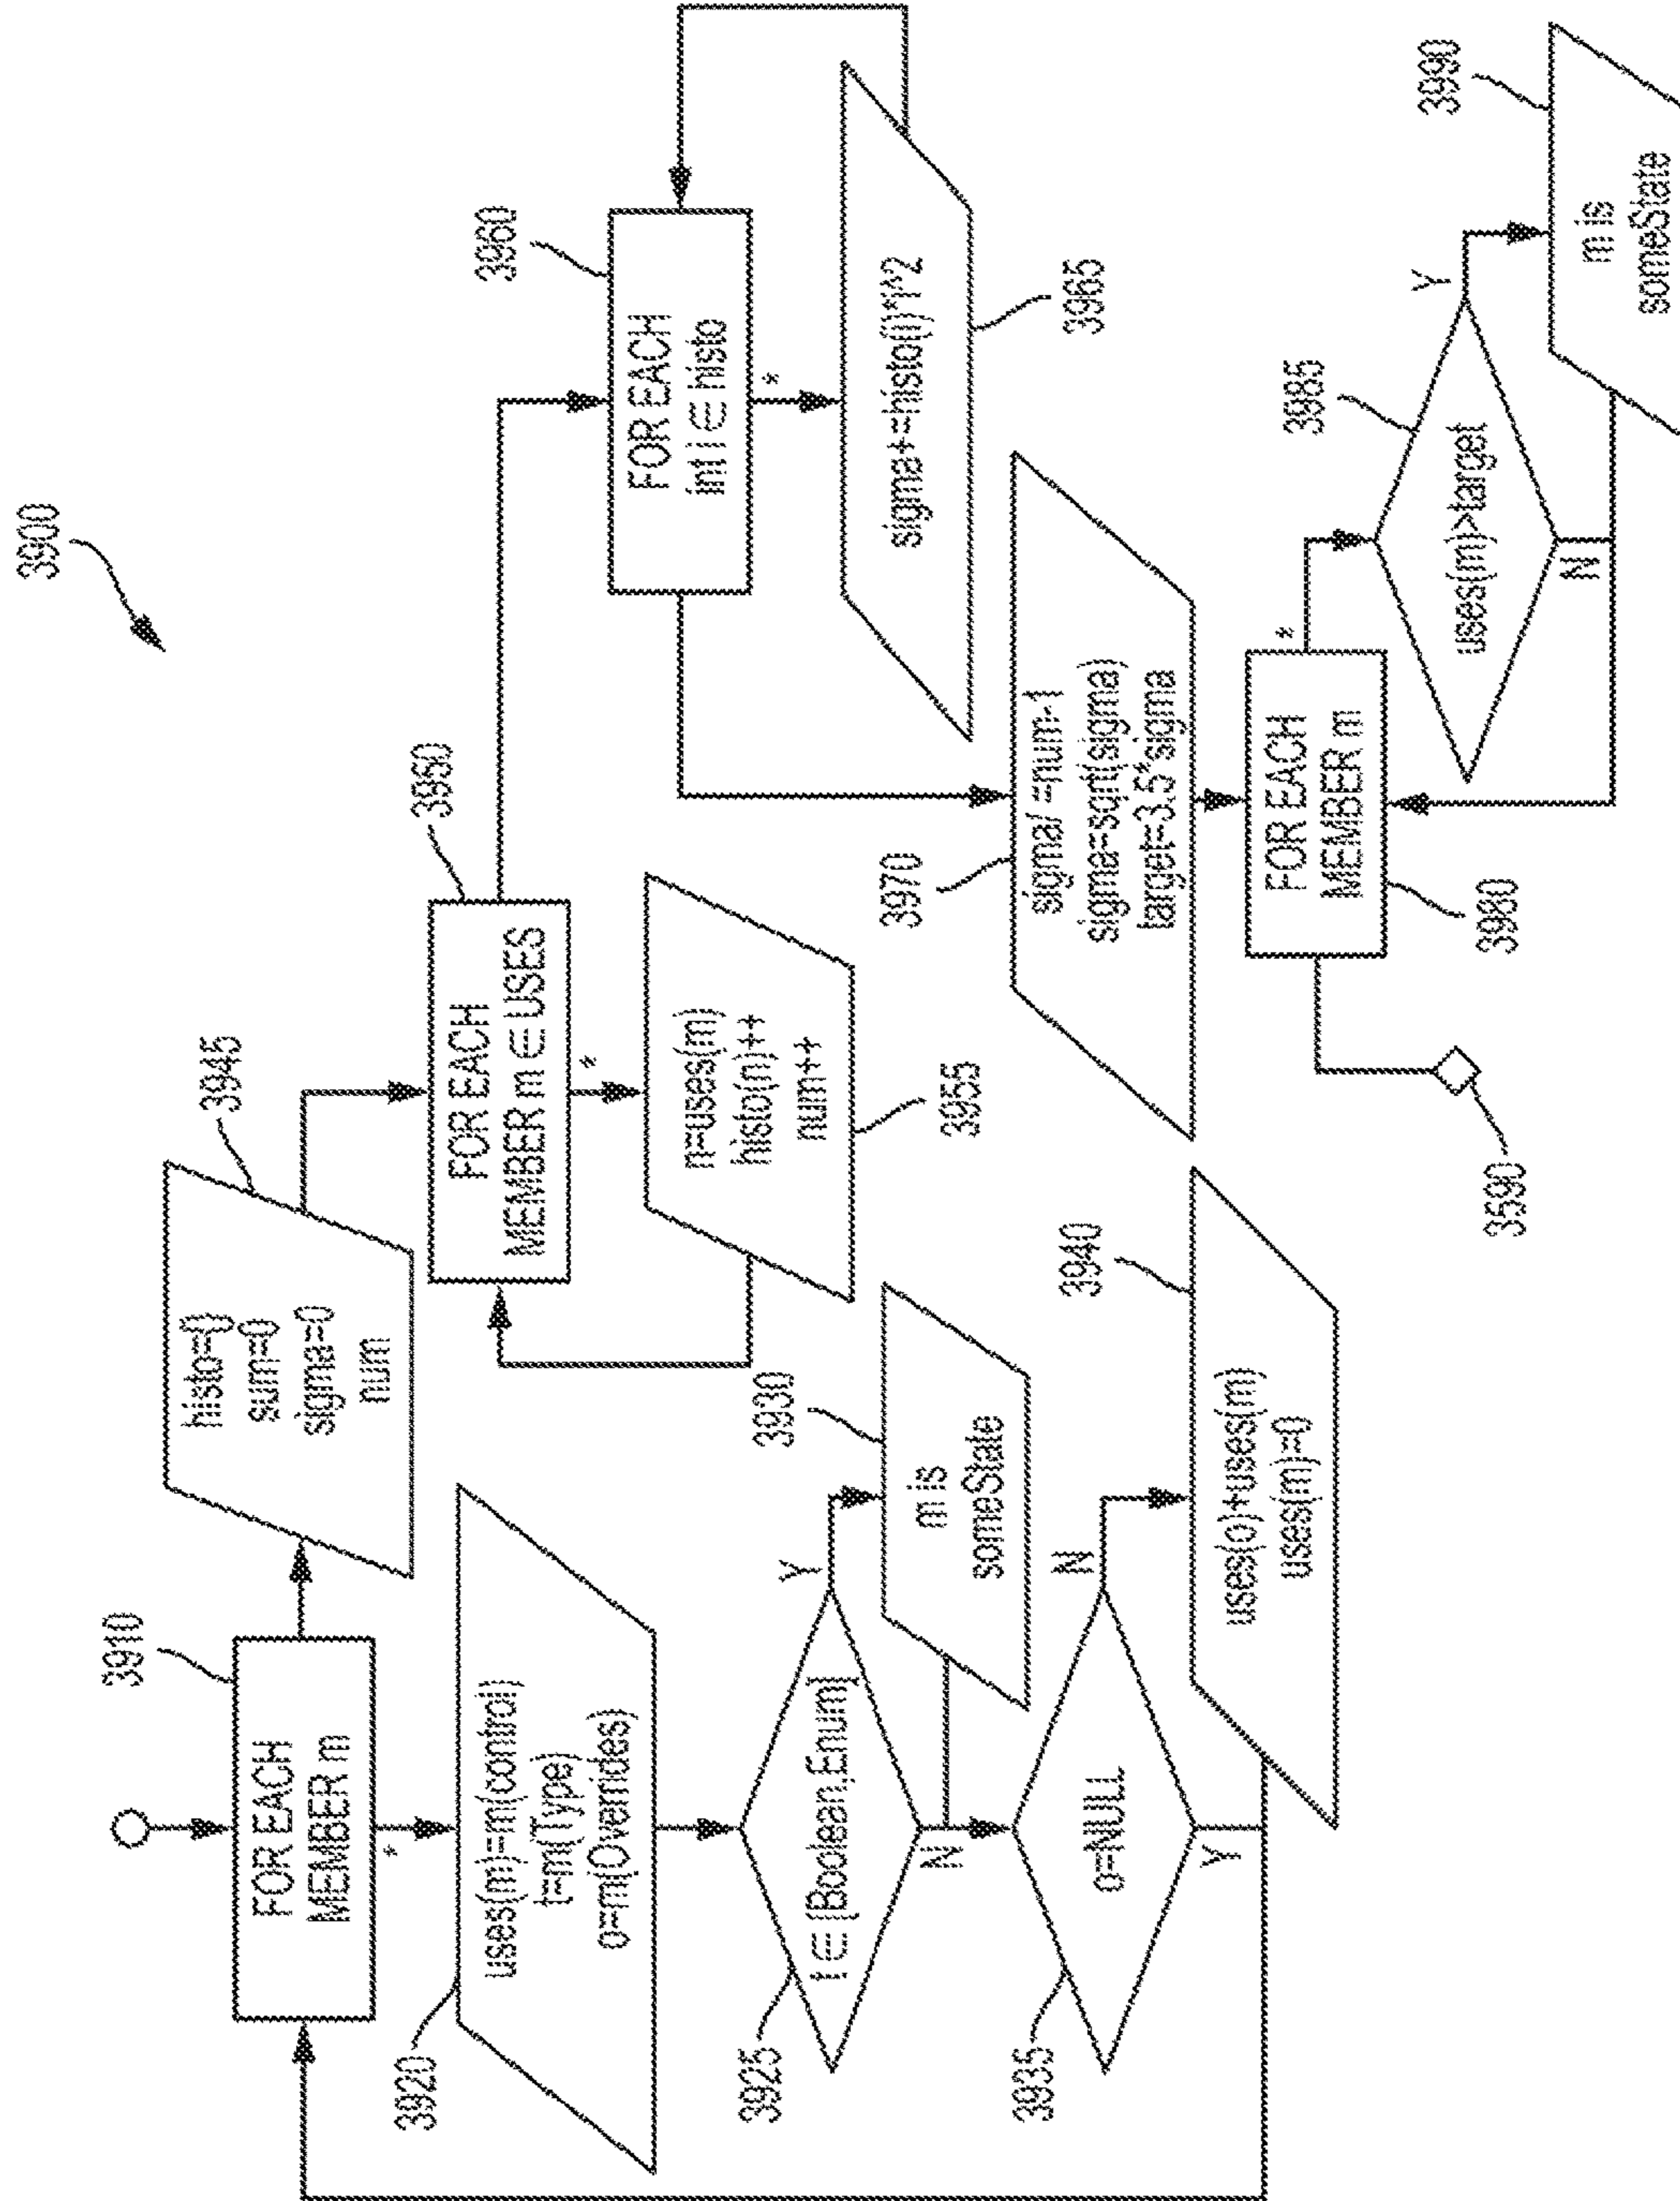 3900
3910
FOR EACH
MEMBER m
*
3920
uses(m)=m(control)
t=m(Type)
o=m(Overrides)
3925
t∈[Boolean,Enum]
Y
N
3930
m is
someState
3935
o=NULL
N
Y
3940
uses(o)+uses(m)
uses(m)=0
3945
histo=()
sum=0
sigma=0
num
3950
FOR EACH
MEMBER m∈USES
*
3955
n=uses(m)
histo(n)++
num++
3960
FOR EACH
int i∈histo
*
3965
sigma+=histo(i)*i^2
3970
sigma/ =num-1
sigma=sqrt(sigma)
target=3.5*sigma
3980
FOR EACH
MEMBER m
*
3985
uses(m)>target
Y
N
3990
m is
someState
3590